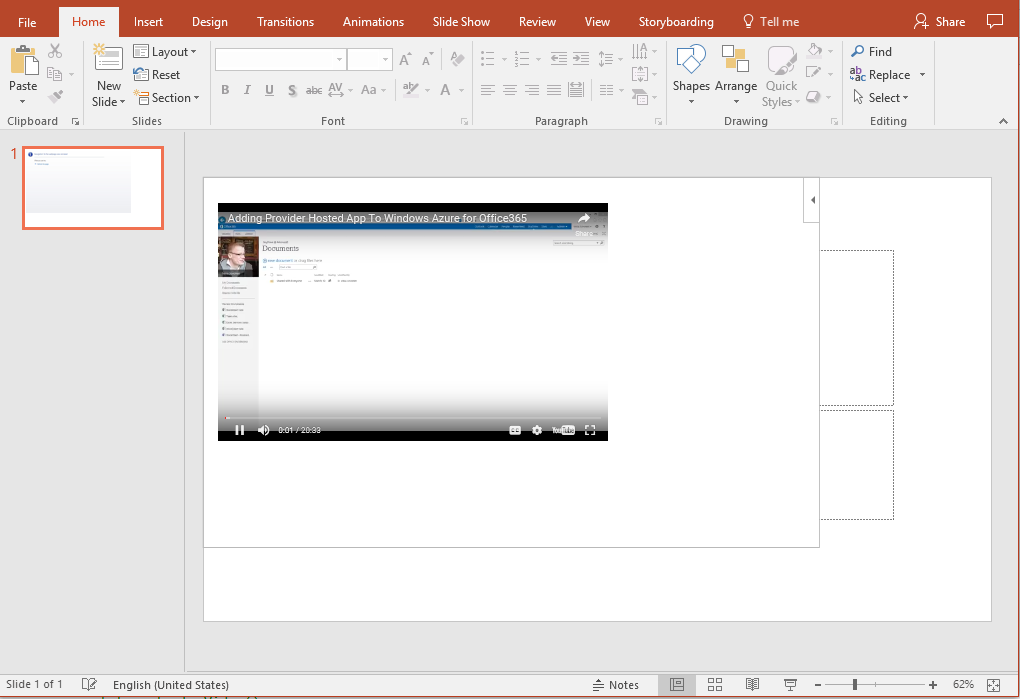 File Home Insert Design Transitions Animations Slide Show Review View Storyboarding Tell me Share
Paste
New
Slide
Layout
Reset
Section
B I U S abc AV Aa A
A A
Shapes Arrange Quick
Styles
Find
Replace
Select
Clipboard Slides Font Paragraph Drawing Editing
1
Adding Provider Hosted App To Windows Azure for Office365
Share
Documents
0:01 / 20:33
CC
YouTube
Slide 1 of 1 English (United States) Notes 62%